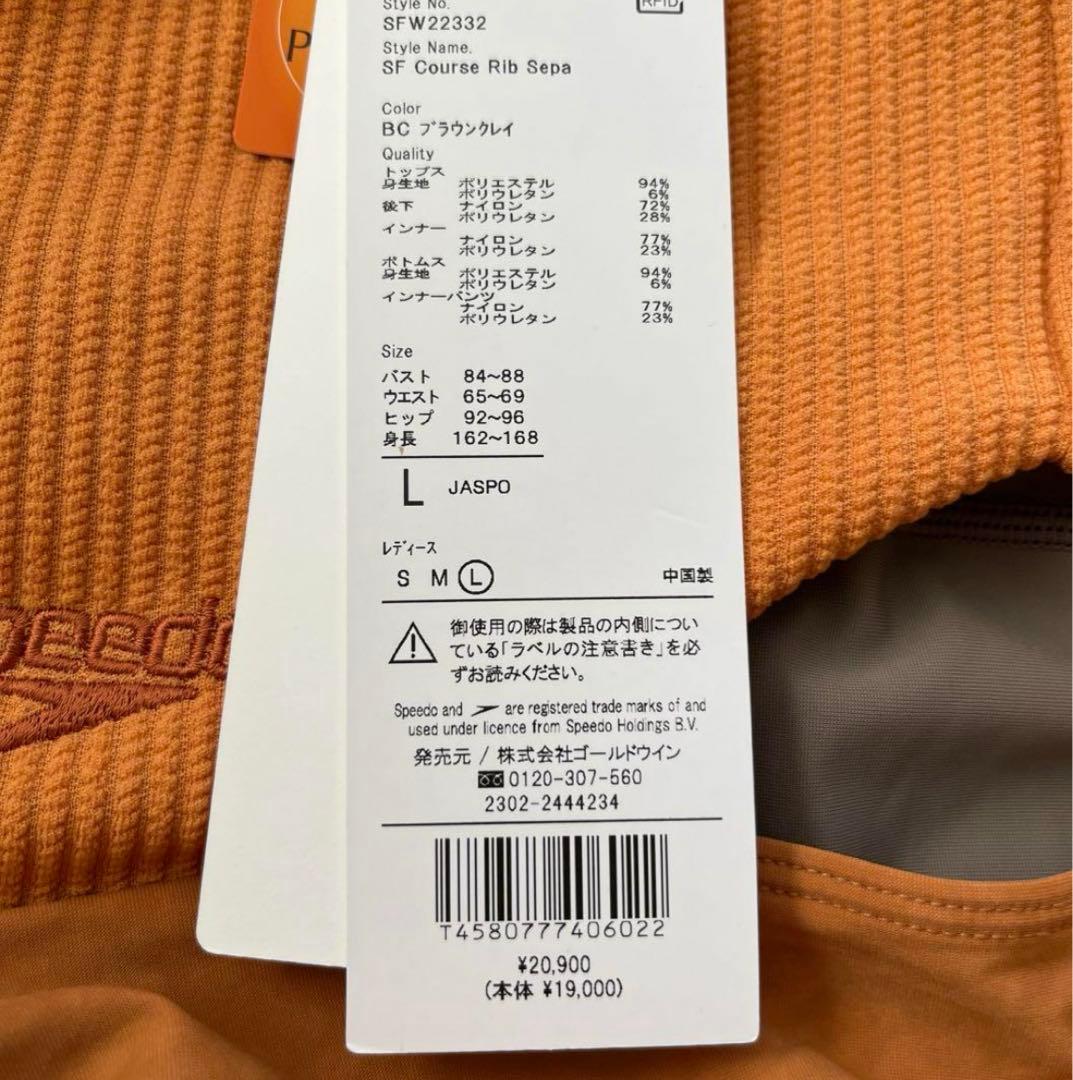 Style No.
RFID
SFW22332
P
Style Name.
SF Course Rib Sepa
Color
BC ブラウンクレイ
Quality
トップス
身生地 ポリエステル 94%
ポリウレタン 6%
後下 ナイロン 72%
ポリウレタン 28%
インナー
ナイロン 77%
ポリウレタン 23%
ボトムス
身生地 ポリエステル 94%
ポリウレタン 6%
インナーパンツ
ナイロン 77%
ポリウレタン 23%
Size
バスト 84~88
ウエスト 65~69
ヒップ 92~96
身長 162~168
L JASPO
レディース
S M L 中国製
御使用の際は製品の内側につい
ている「ラベルの注意書き」を必
ずお読みください。
Speedo and are registered trade marks of and
used under licence from Speedo Holdings B.V.
発売元 / 株式会社ゴールドウイン
0120-307-560
2302-2444234
T4580777406022
¥20,900
(本体 ¥19,000)
peedo